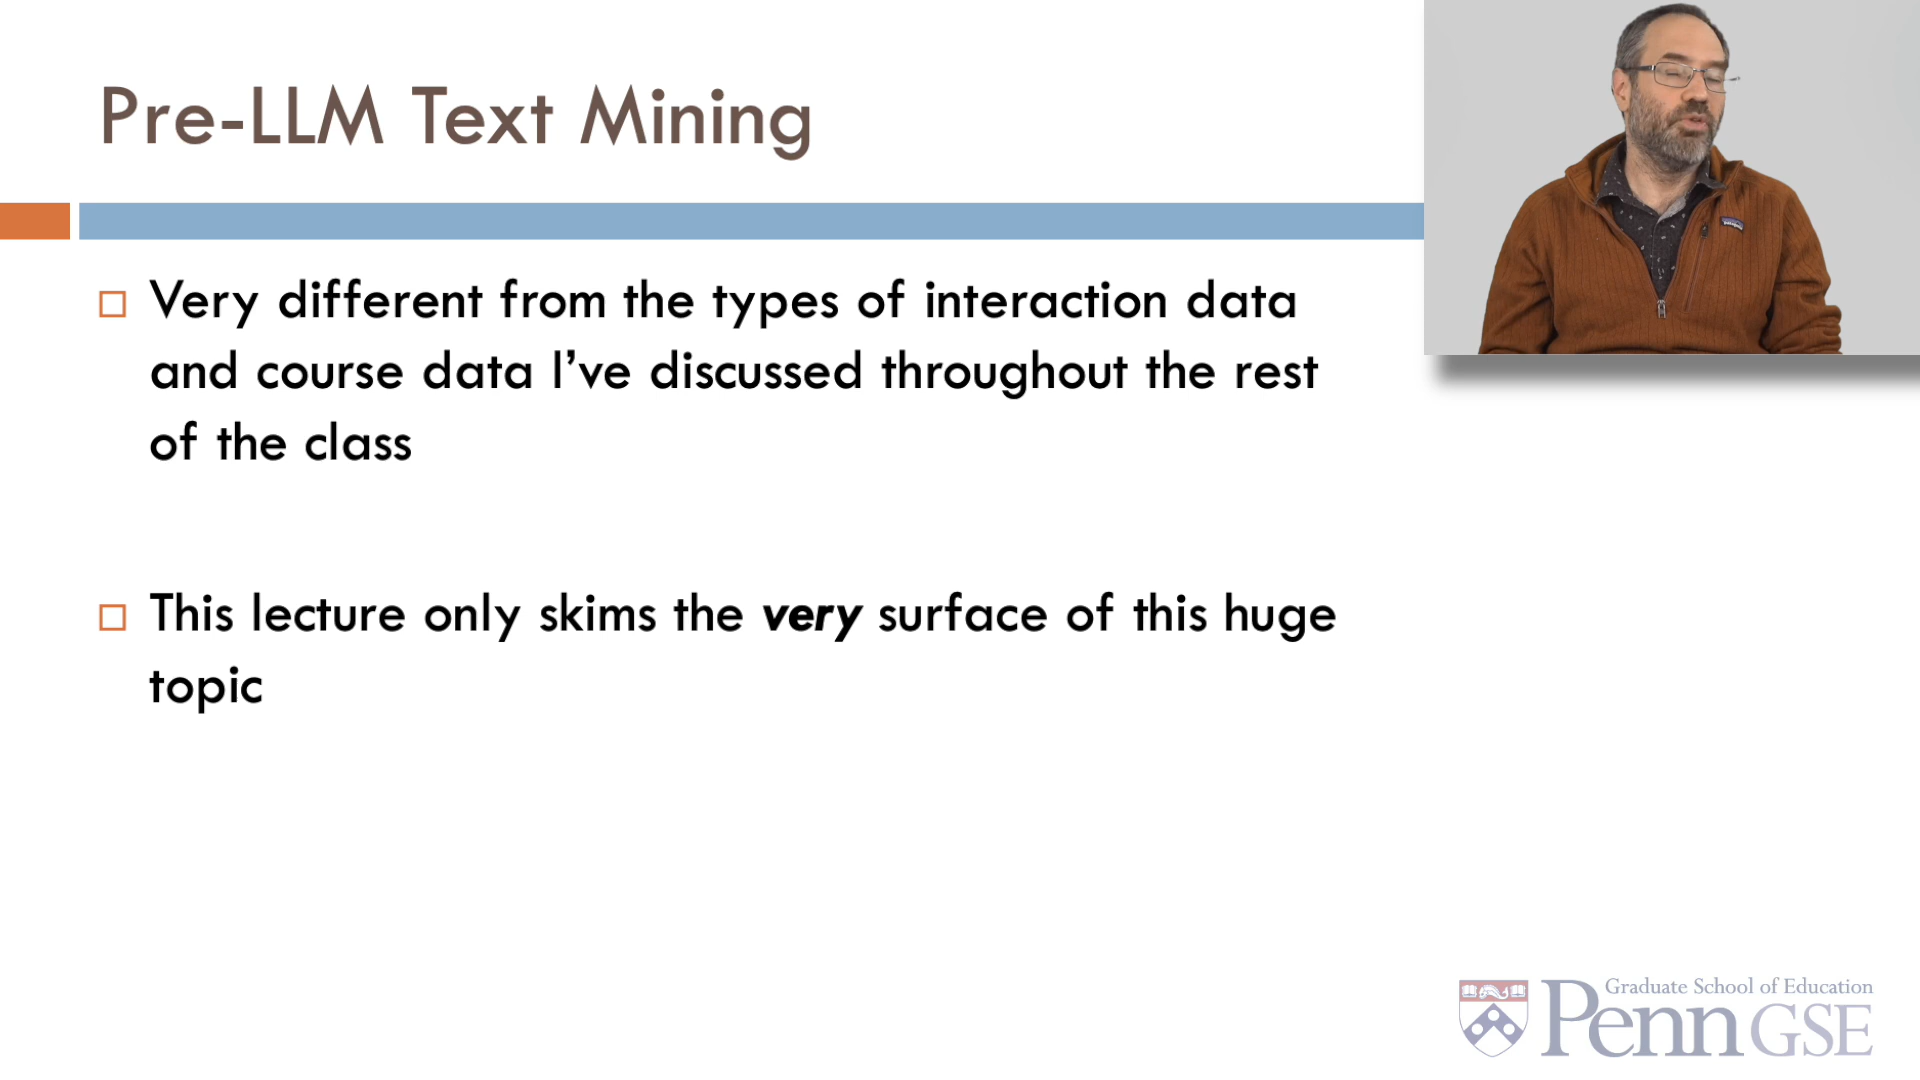 Pre-LLM Text Mining
Very different from the types of interaction data
and course data I’ve discussed throughout the rest
of the class
This lecture only skims the very surface of this huge
topic
Graduate School of Education
Penn GSE